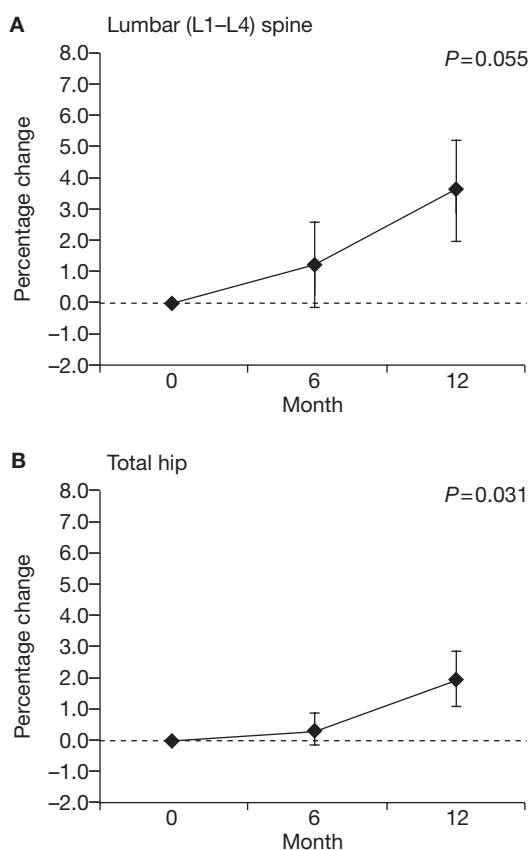 A Lumbar (L1–L4) spine
P=0.055
8.0
7.0
6.0
5.0
4.0
3.0
2.0
1.0
0.0
–1.0
–2.0
Percentage change
0 6 12
Month
B Total hip
P=0.031
8.0
7.0
6.0
5.0
4.0
3.0
2.0
1.0
0.0
–1.0
–2.0
Percentage change
0 6 12
Month